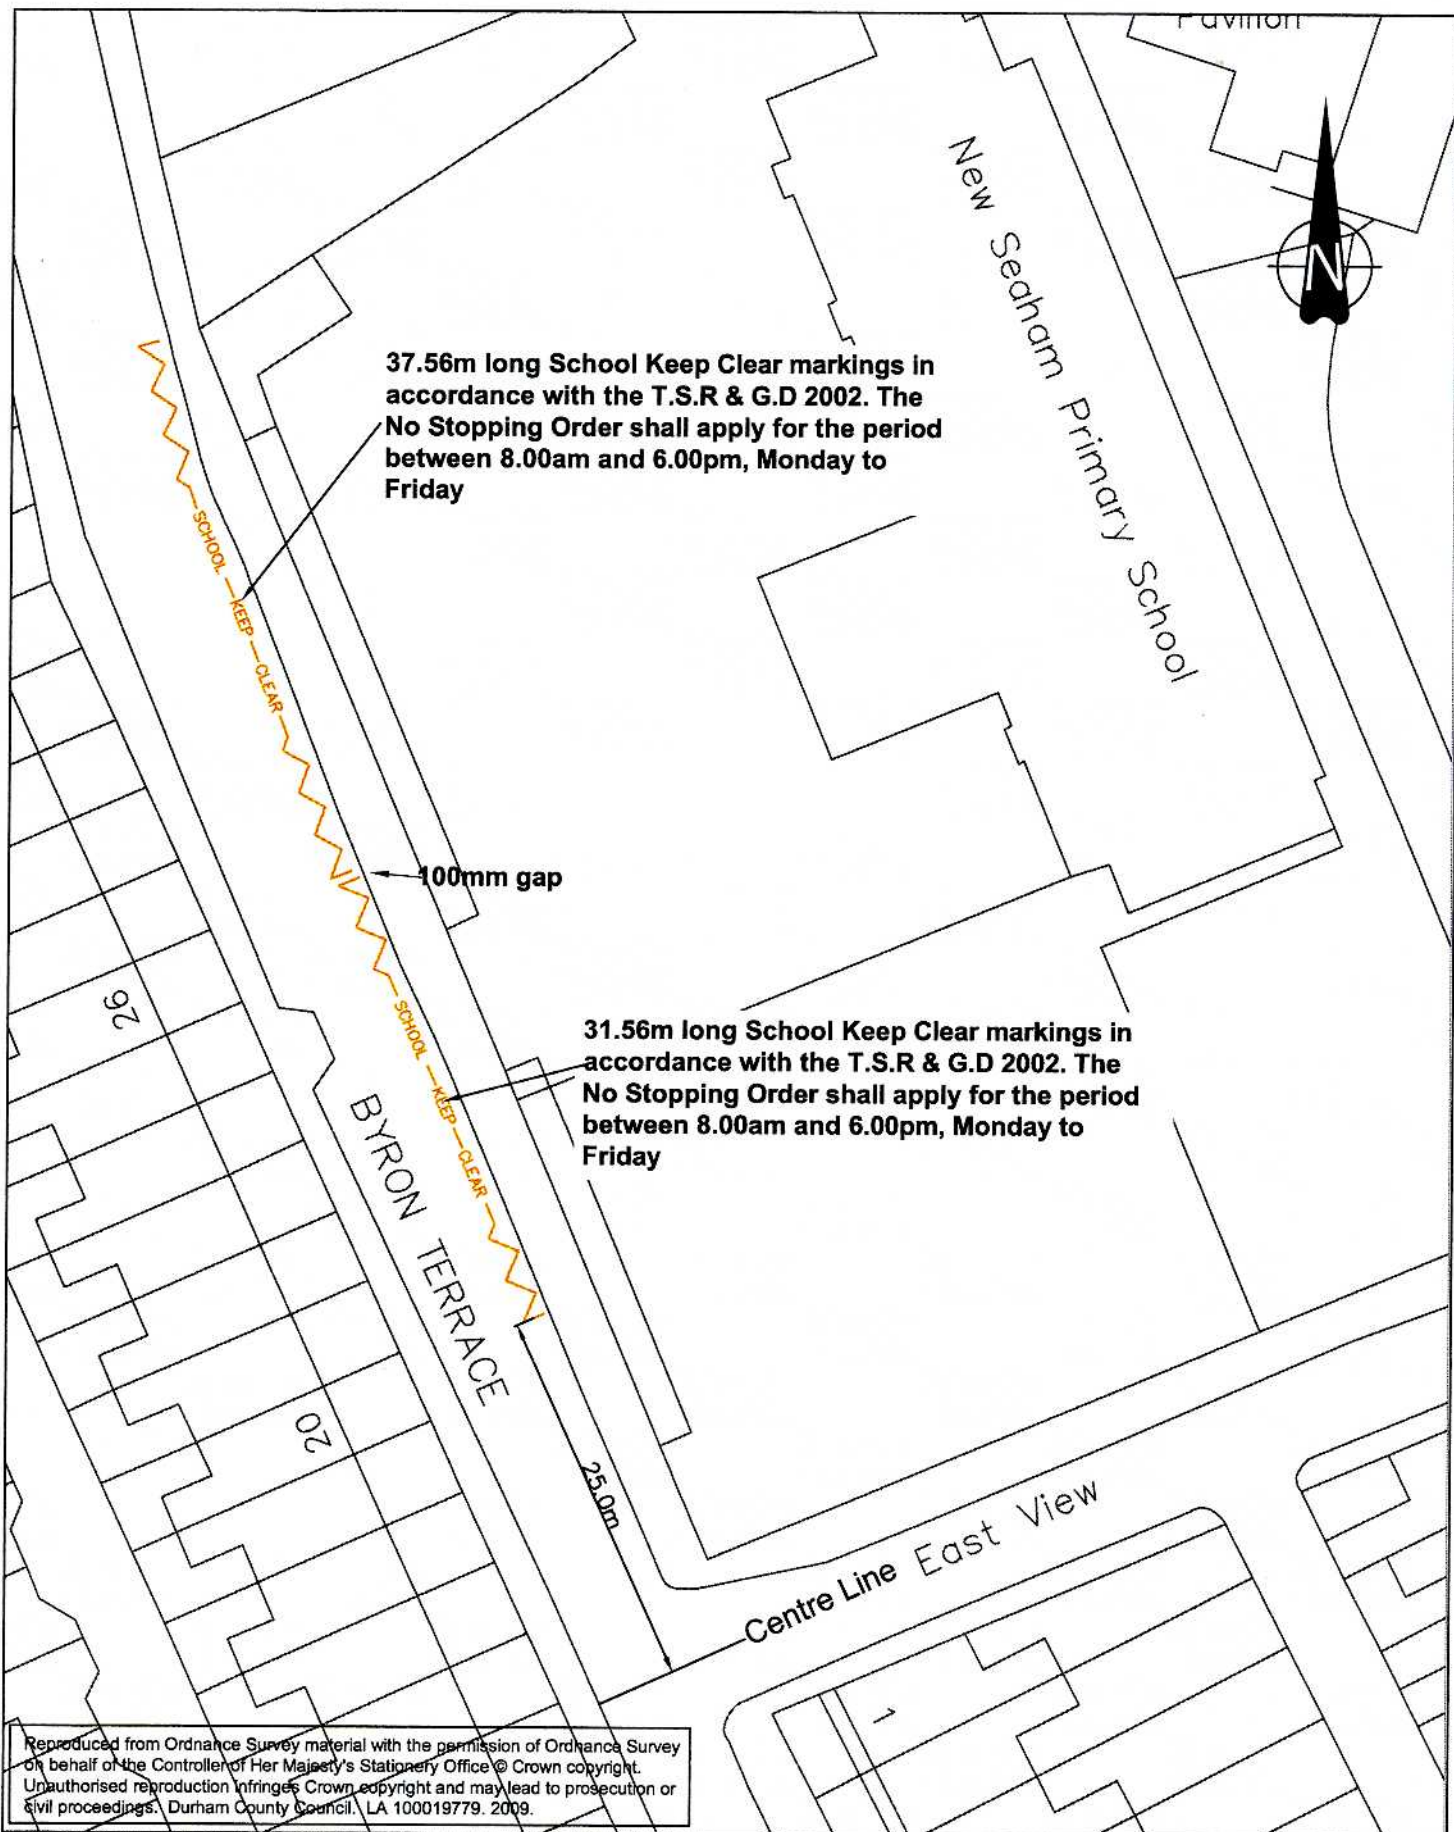 Pavilion
N
New Seaham Primary School
37.56m long School Keep Clear markings in
accordance with the T.S.R & G.D 2002. The
No Stopping Order shall apply for the period
between 8.00am and 6.00pm, Monday to
Friday
SCHOOL
KEEP
CLEAR
100mm gap
26
SCHOOL
KEEP
CLEAR
31.56m long School Keep Clear markings in
accordance with the T.S.R & G.D 2002. The
No Stopping Order shall apply for the period
between 8.00am and 6.00pm, Monday to
Friday
BYRON TERRACE
20
25.0m
Centre Line East View
1
Reproduced from Ordnance Survey material with the permission of Ordnance Survey
on behalf of the Controller of Her Majesty's Stationery Office © Crown copyright.
Unauthorised reproduction infringes Crown copyright and may lead to prosecution or
civil proceedings. Durham County Council. LA 100019779. 2009.